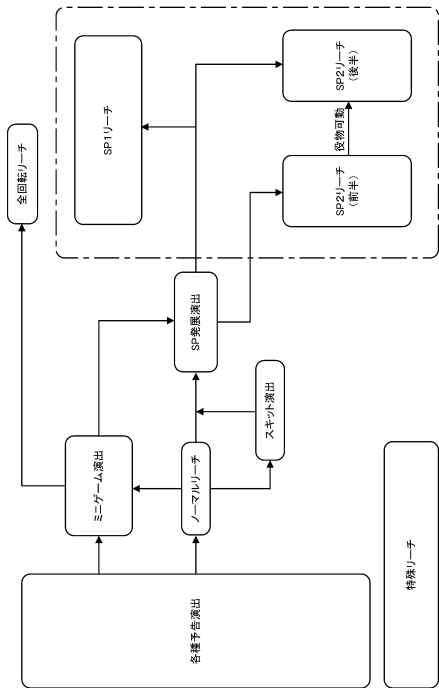 各種予告演出
特殊リーチ
ミニゲーム演出
ノーマルリーチ
スキット演出
SP発展演出
全回転リーチ
SP1リーチ
SP2リーチ
(前半)
役物可動
SP2リーチ
(後半)